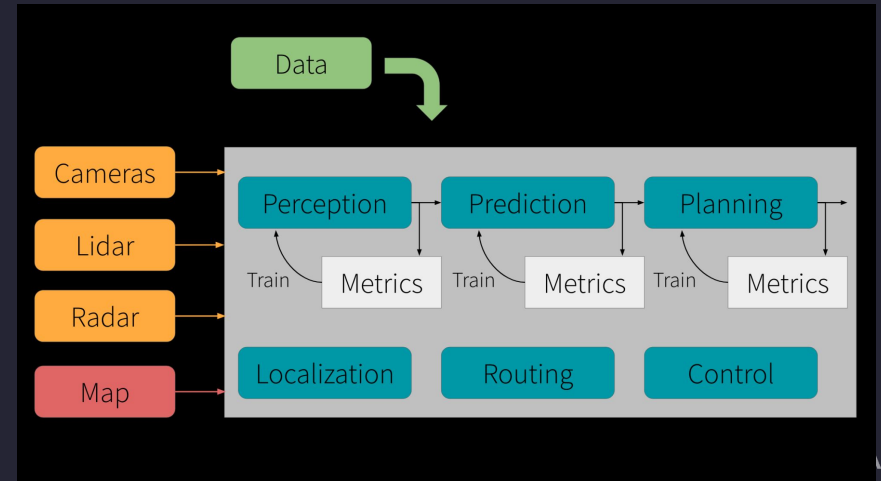 Data
Cameras
Lidar
Radar
Map
Perception
Prediction
Planning
Train
Metrics
Train
Metrics
Train
Metrics
Localization
Routing
Control